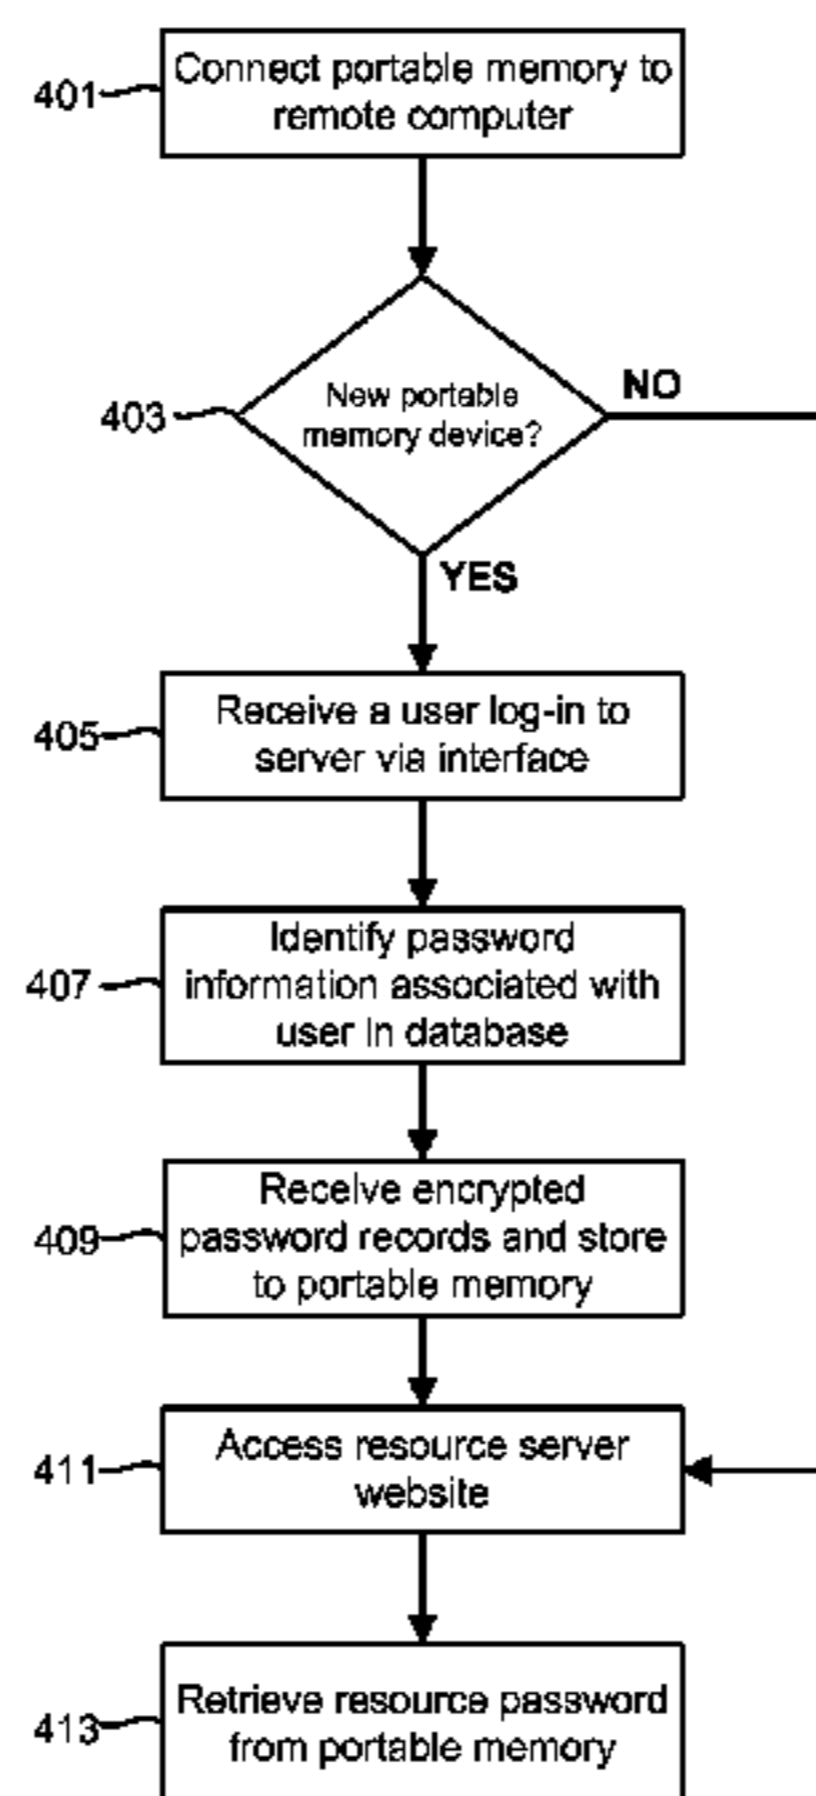 401
Connect portable memory to
remote computer
403
New portable
memory device?
NO
YES
405
Receive a user log-in to
server via interface
407
Identify password
information associated with
user in database
409
Receive encrypted
password records and store
to portable memory
411
Access resource server
website
413
Retrieve resource password
from portable memory